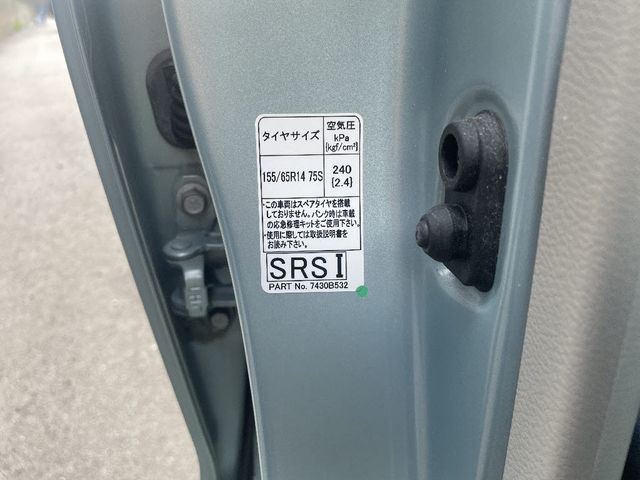 タイヤサイズ 空気圧
kPa
{kgf/cm²}
155/65R14 75S 240
{2.4}
・この車両はスペアタイヤを搭載
しておりません。パンク時は車載
の応急修理キットをご使用下さい。
・使用に際しては取扱説明書を
お読み下さい。
SRS I
PART No. 7430B532